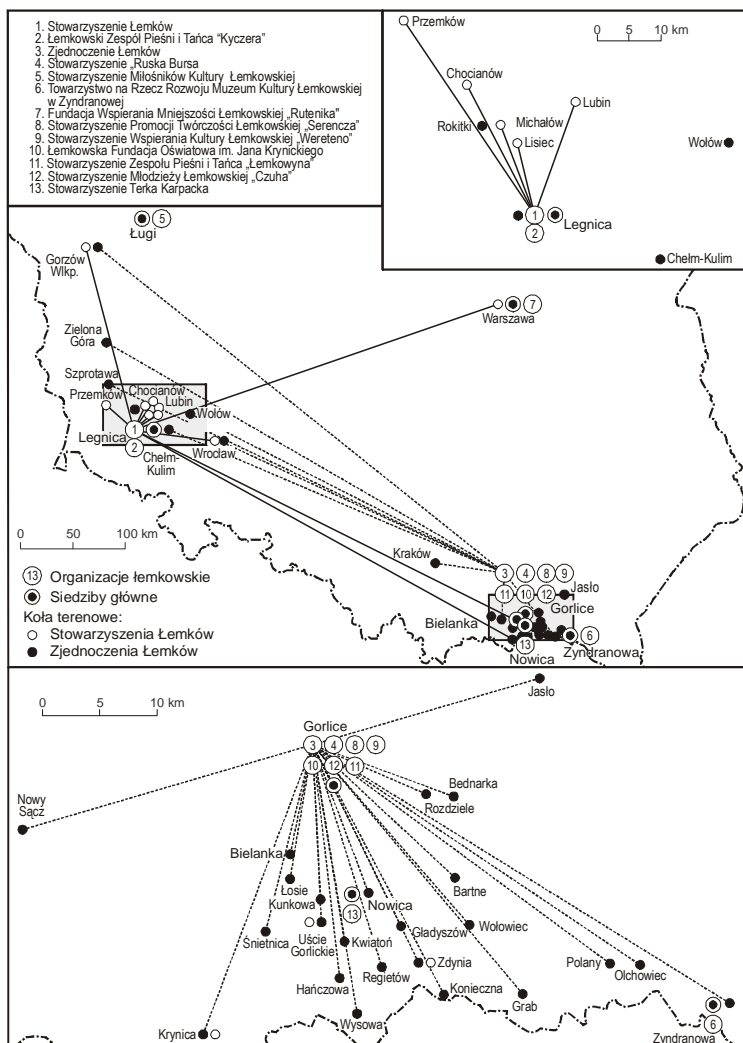 1. Stowarzyszenie Łemków
2. Łemkowski Zespół Pieśni i Tańca "Kyczera"
3. Zjednoczenie Łemków
4. Stowarzyszenie „Ruska Bursa
5. Stowarzyszenie Miłośników Kultury Łemkowskiej
6. Towarzystwo na Rzecz Rozwoju Muzeum Kultury Łemkowskiej
w Zyndranowej
7. Fundacja Wspierania Mniejszości Łemkowskiej „Rutenika"
8. Stowarzyszenie Promocji Twórczości Łemkowskiej „Serencza"
9. Stowarzyszenie Wspierania Kultury Łemkowskiej „Wereteno"
10. Łemkowska Fundacja Oświatowa im. Jana Krynickiego
11. Stowarzyszenie Zespołu Pieśni i Tańca „Łemkowyna"
12. Stowarzyszenie Młodzieży Łemkowskiej „Czuha"
13. Stowarzyszenie Terka Karpacka
Przemków
0 5 10 km
Chocianów
Lubin
Michałów
Rokitki
Lisiec
Wołów
1
Legnica
2
Chełm-Kulim
5
Ługi
Gorzów
Wlkp.
7
Warszawa
Zielona
Góra
Szprotawa
Przemków
Chocianów
Lubin
Wołów
Legnica
1
2
Chełm-
Kulim
Wrocław
0 50 100 km
Kraków
3 4 8 9
11 10 12
Jasło
Gorlice
Bielanka
6
13
Nowica
Zyndranowa
13 Organizacje łemkowskie
Siedziby główne
Koła terenowe:
Stowarzyszenia Łemków
Zjednoczenia Łemków
0 5 10 km
Jasło
Gorlice
3 4 8 9
10 12 11
Bednarka
Rozdziele
Nowy
Sącz
Bielanka
Łosie
Bartne
Kunkowa
Nowica
13
Uście
Gorlickie
Śnietnica
Kwiatoń
Gładyszów
Wołowiec
Zdynia
Regietów
Polany
Olchowiec
Hańczowa
Konieczna
Grab
Wysowa
Krynica
6
Zyndranowa